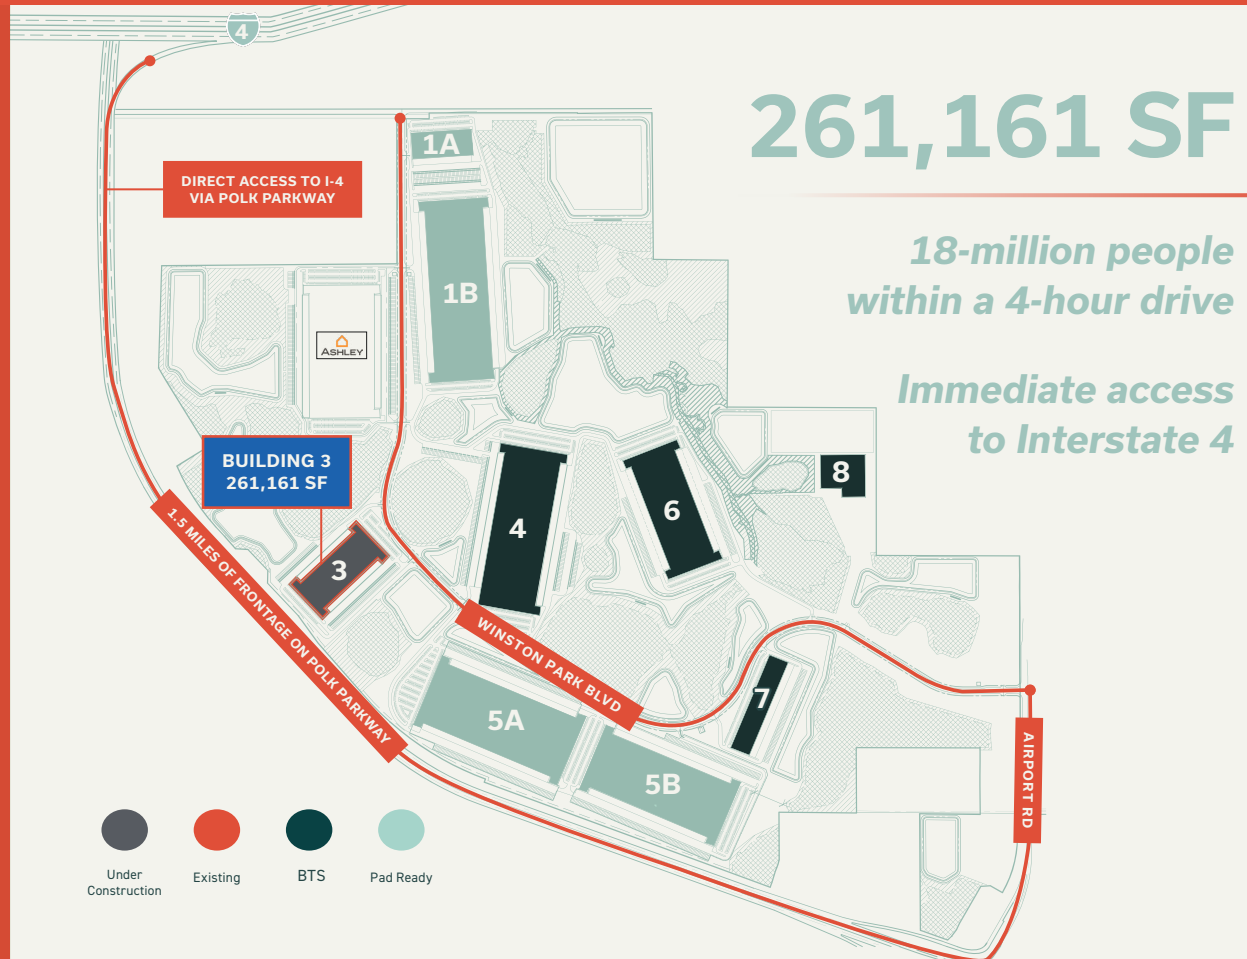 4
261,161 SF
18-million people
within a 4-hour drive
Immediate access
to Interstate 4
DIRECT ACCESS TO I-4
VIA POLK PARKWAY
1A
1B
ASHLEY
BUILDING 3
261,161 SF
3
4
6
8
1.5 MILES OF FRONTAGE ON POLK PARKWAY
WINSTON PARK BLVD
7
5A
5B
AIRPORT RD
Under
Construction
Existing
BTS
Pad Ready